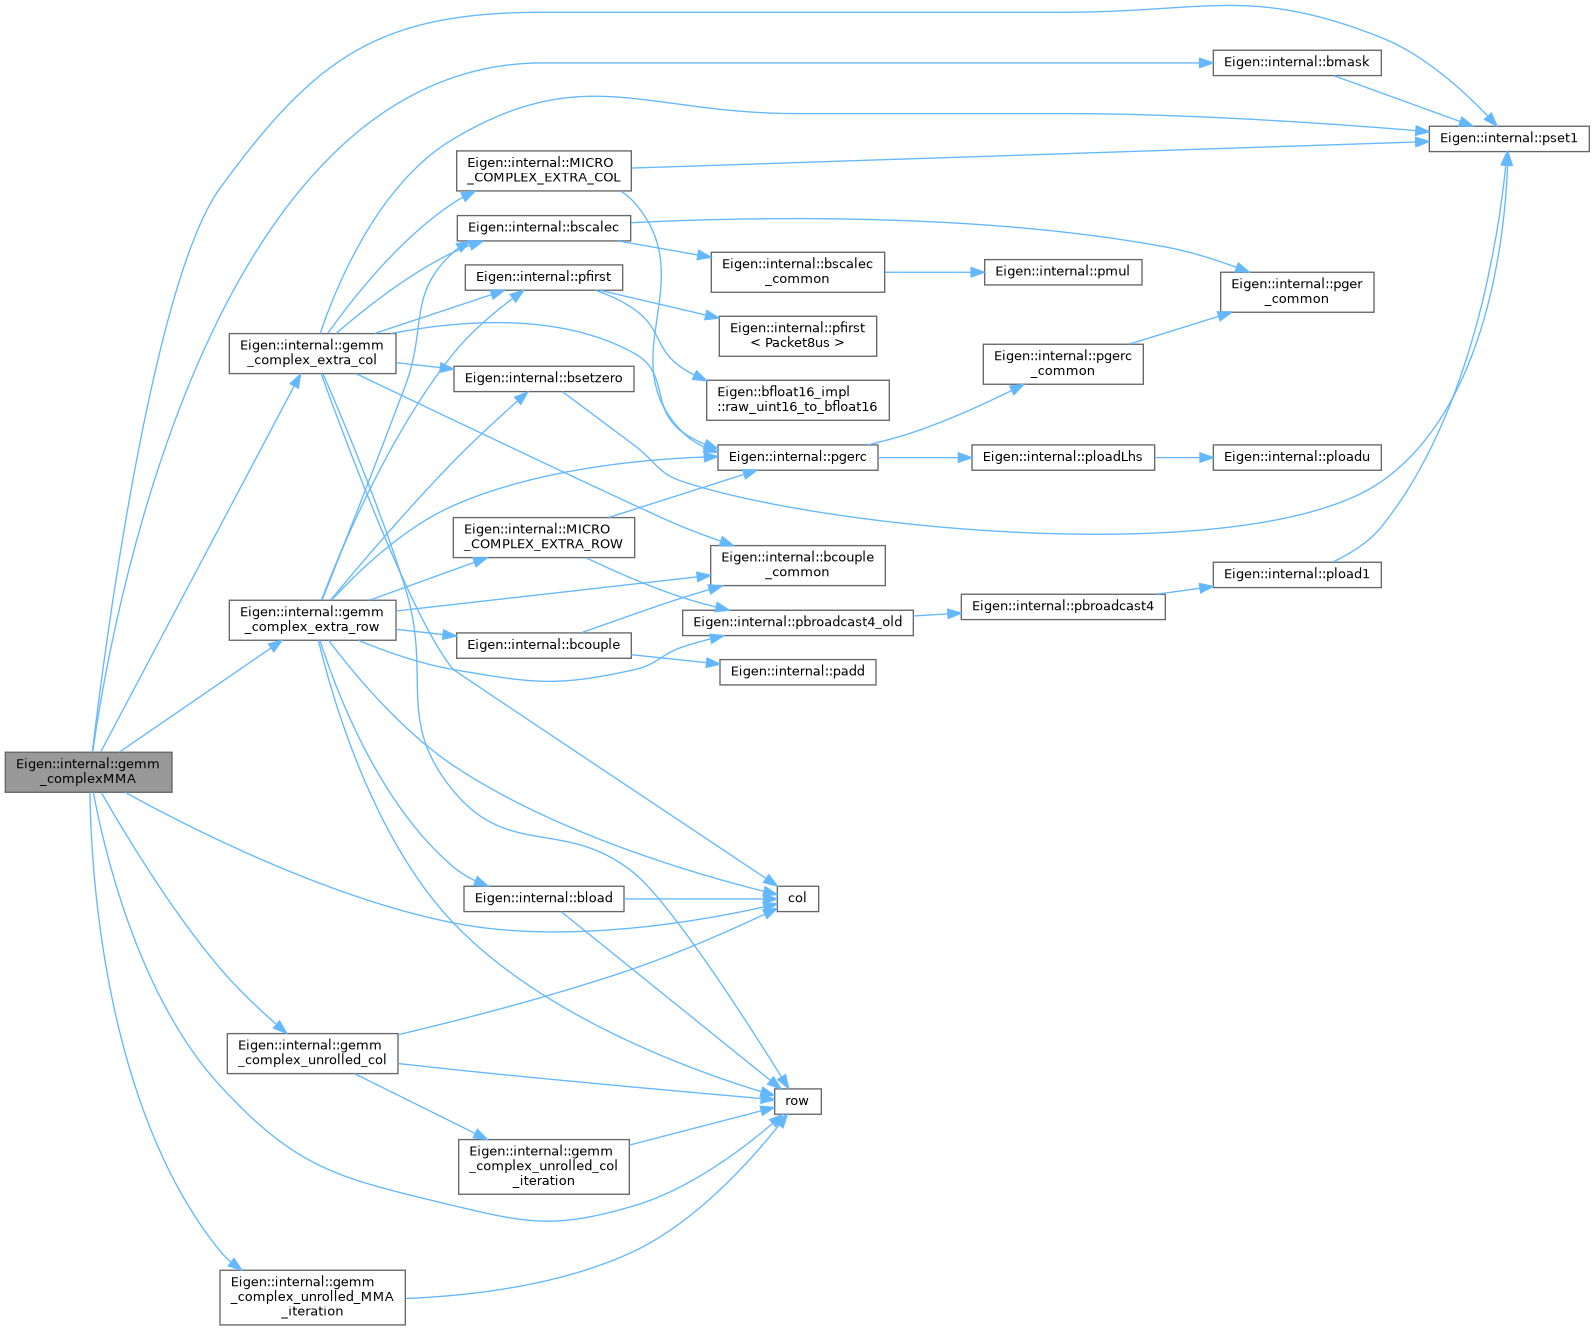 Eigen::internal::bmask
Eigen::internal::pset1
Eigen::internal::MICRO
_COMPLEX_EXTRA_COL
Eigen::internal::bscalec
Eigen::internal::bscalec
_common
Eigen::internal::pmul
Eigen::internal::pfirst
Eigen::internal::pger
_common
Eigen::internal::pfirst
< Packet8us >
Eigen::internal::gemm
_complex_extra_col
Eigen::internal::pgerc
_common
Eigen::internal::bsetzero
Eigen::bfloat16_impl
::raw_uint16_to_bfloat16
Eigen::internal::pgerc
Eigen::internal::ploadLhs
Eigen::internal::ploadu
Eigen::internal::MICRO
_COMPLEX_EXTRA_ROW
Eigen::internal::bcouple
_common
Eigen::internal::pload1
Eigen::internal::pbroadcast4
Eigen::internal::gemm
_complex_extra_row
Eigen::internal::pbroadcast4_old
Eigen::internal::bcouple
Eigen::internal::padd
Eigen::internal::gemm
_complexMMA
Eigen::internal::bload
col
Eigen::internal::gemm
_complex_unrolled_col
row
Eigen::internal::gemm
_complex_unrolled_col
_iteration
Eigen::internal::gemm
_complex_unrolled_MMA
_iteration